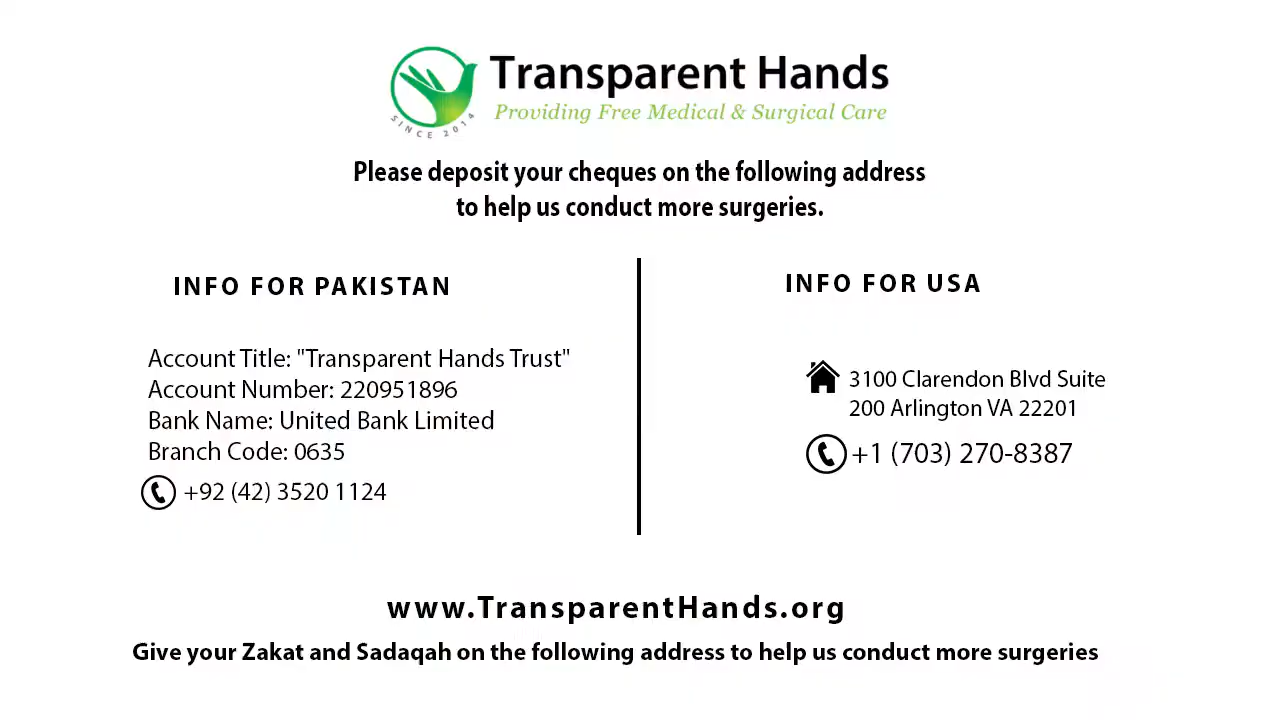 Transparent Hands
Providing Free Medical & Surgical Care
SINCE 2014
Please deposit your cheques on the following address
to help us conduct more surgeries.
INFO FOR PAKISTAN
Account Title: "Transparent Hands Trust"
Account Number: 220951896
Bank Name: United Bank Limited
Branch Code: 0635
+92 (42) 3520 1124
INFO FOR USA
3100 Clarendon Blvd Suite
200 Arlington VA 22201
+1 (703) 270-8387
www.TransparentHands.org
Give your Zakat and Sadaqah on the following address to help us conduct more surgeries